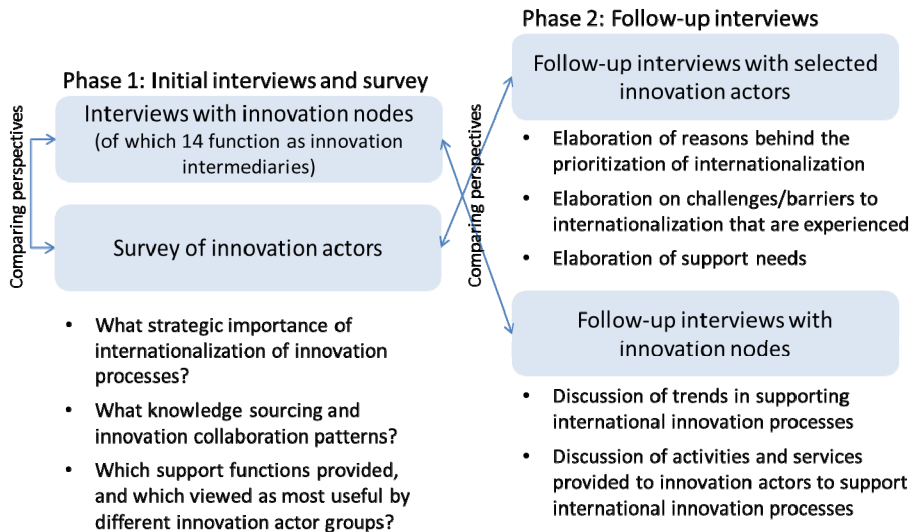 Phase 1: Initial interviews and survey
Comparing perspectives
Interviews with innovation nodes
(of which 14 function as innovation
intermediaries)
Survey of innovation actors
• What strategic importance of
internationalization of innovation
processes?
• What knowledge sourcing and
innovation collaboration patterns?
• Which support functions provided,
and which viewed as most useful by
different innovation actor groups?
Comparing perspectives
Phase 2: Follow-up interviews
Follow-up interviews with selected
innovation actors
• Elaboration of reasons behind the
prioritization of internationalization
• Elaboration on challenges/barriers to
internationalization that are experienced
• Elaboration of support needs
Follow-up interviews with
innovation nodes
• Discussion of trends in supporting
international innovation processes
• Discussion of activities and services
provided to innovation actors to support
international innovation processes